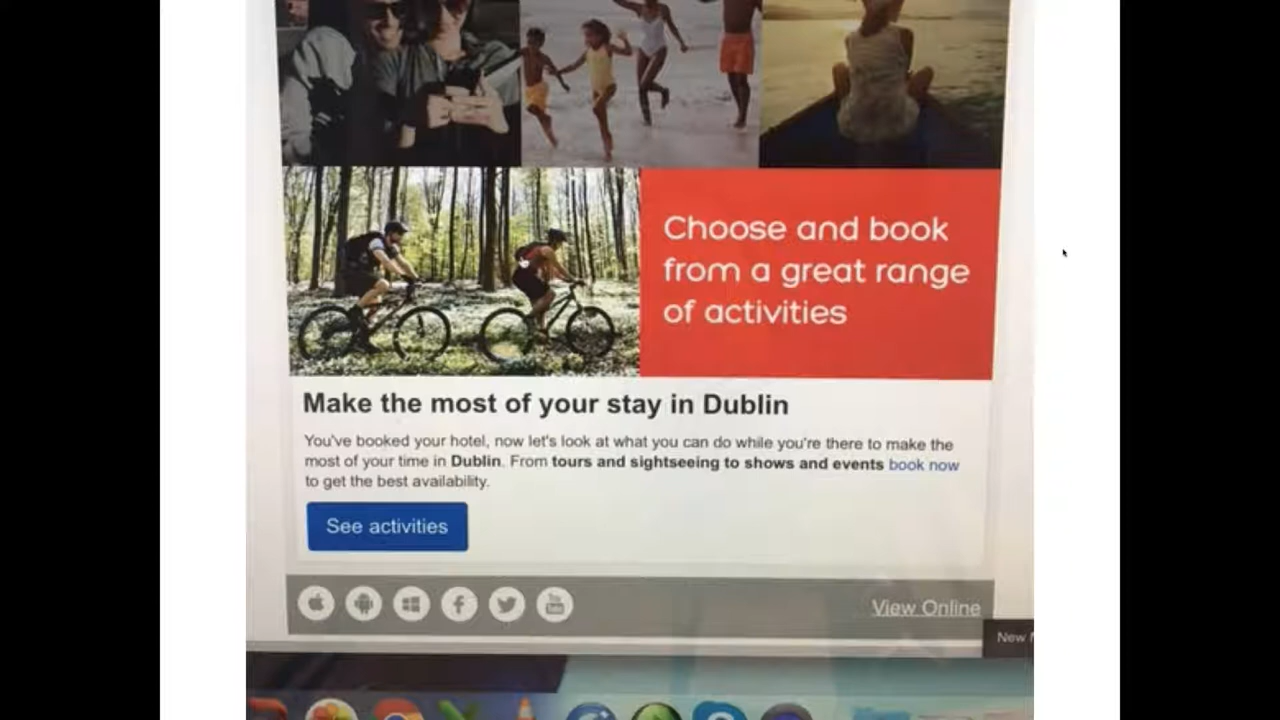 Choose and book
from a great range
of activities
Make the most of your stay in Dublin
You've booked your hotel, now let's look at what you can do while you're there to make the
most of your time in Dublin. From tours and sightseeing to shows and events book now
to get the best availability.
See activities
You
Tube
View Online
New